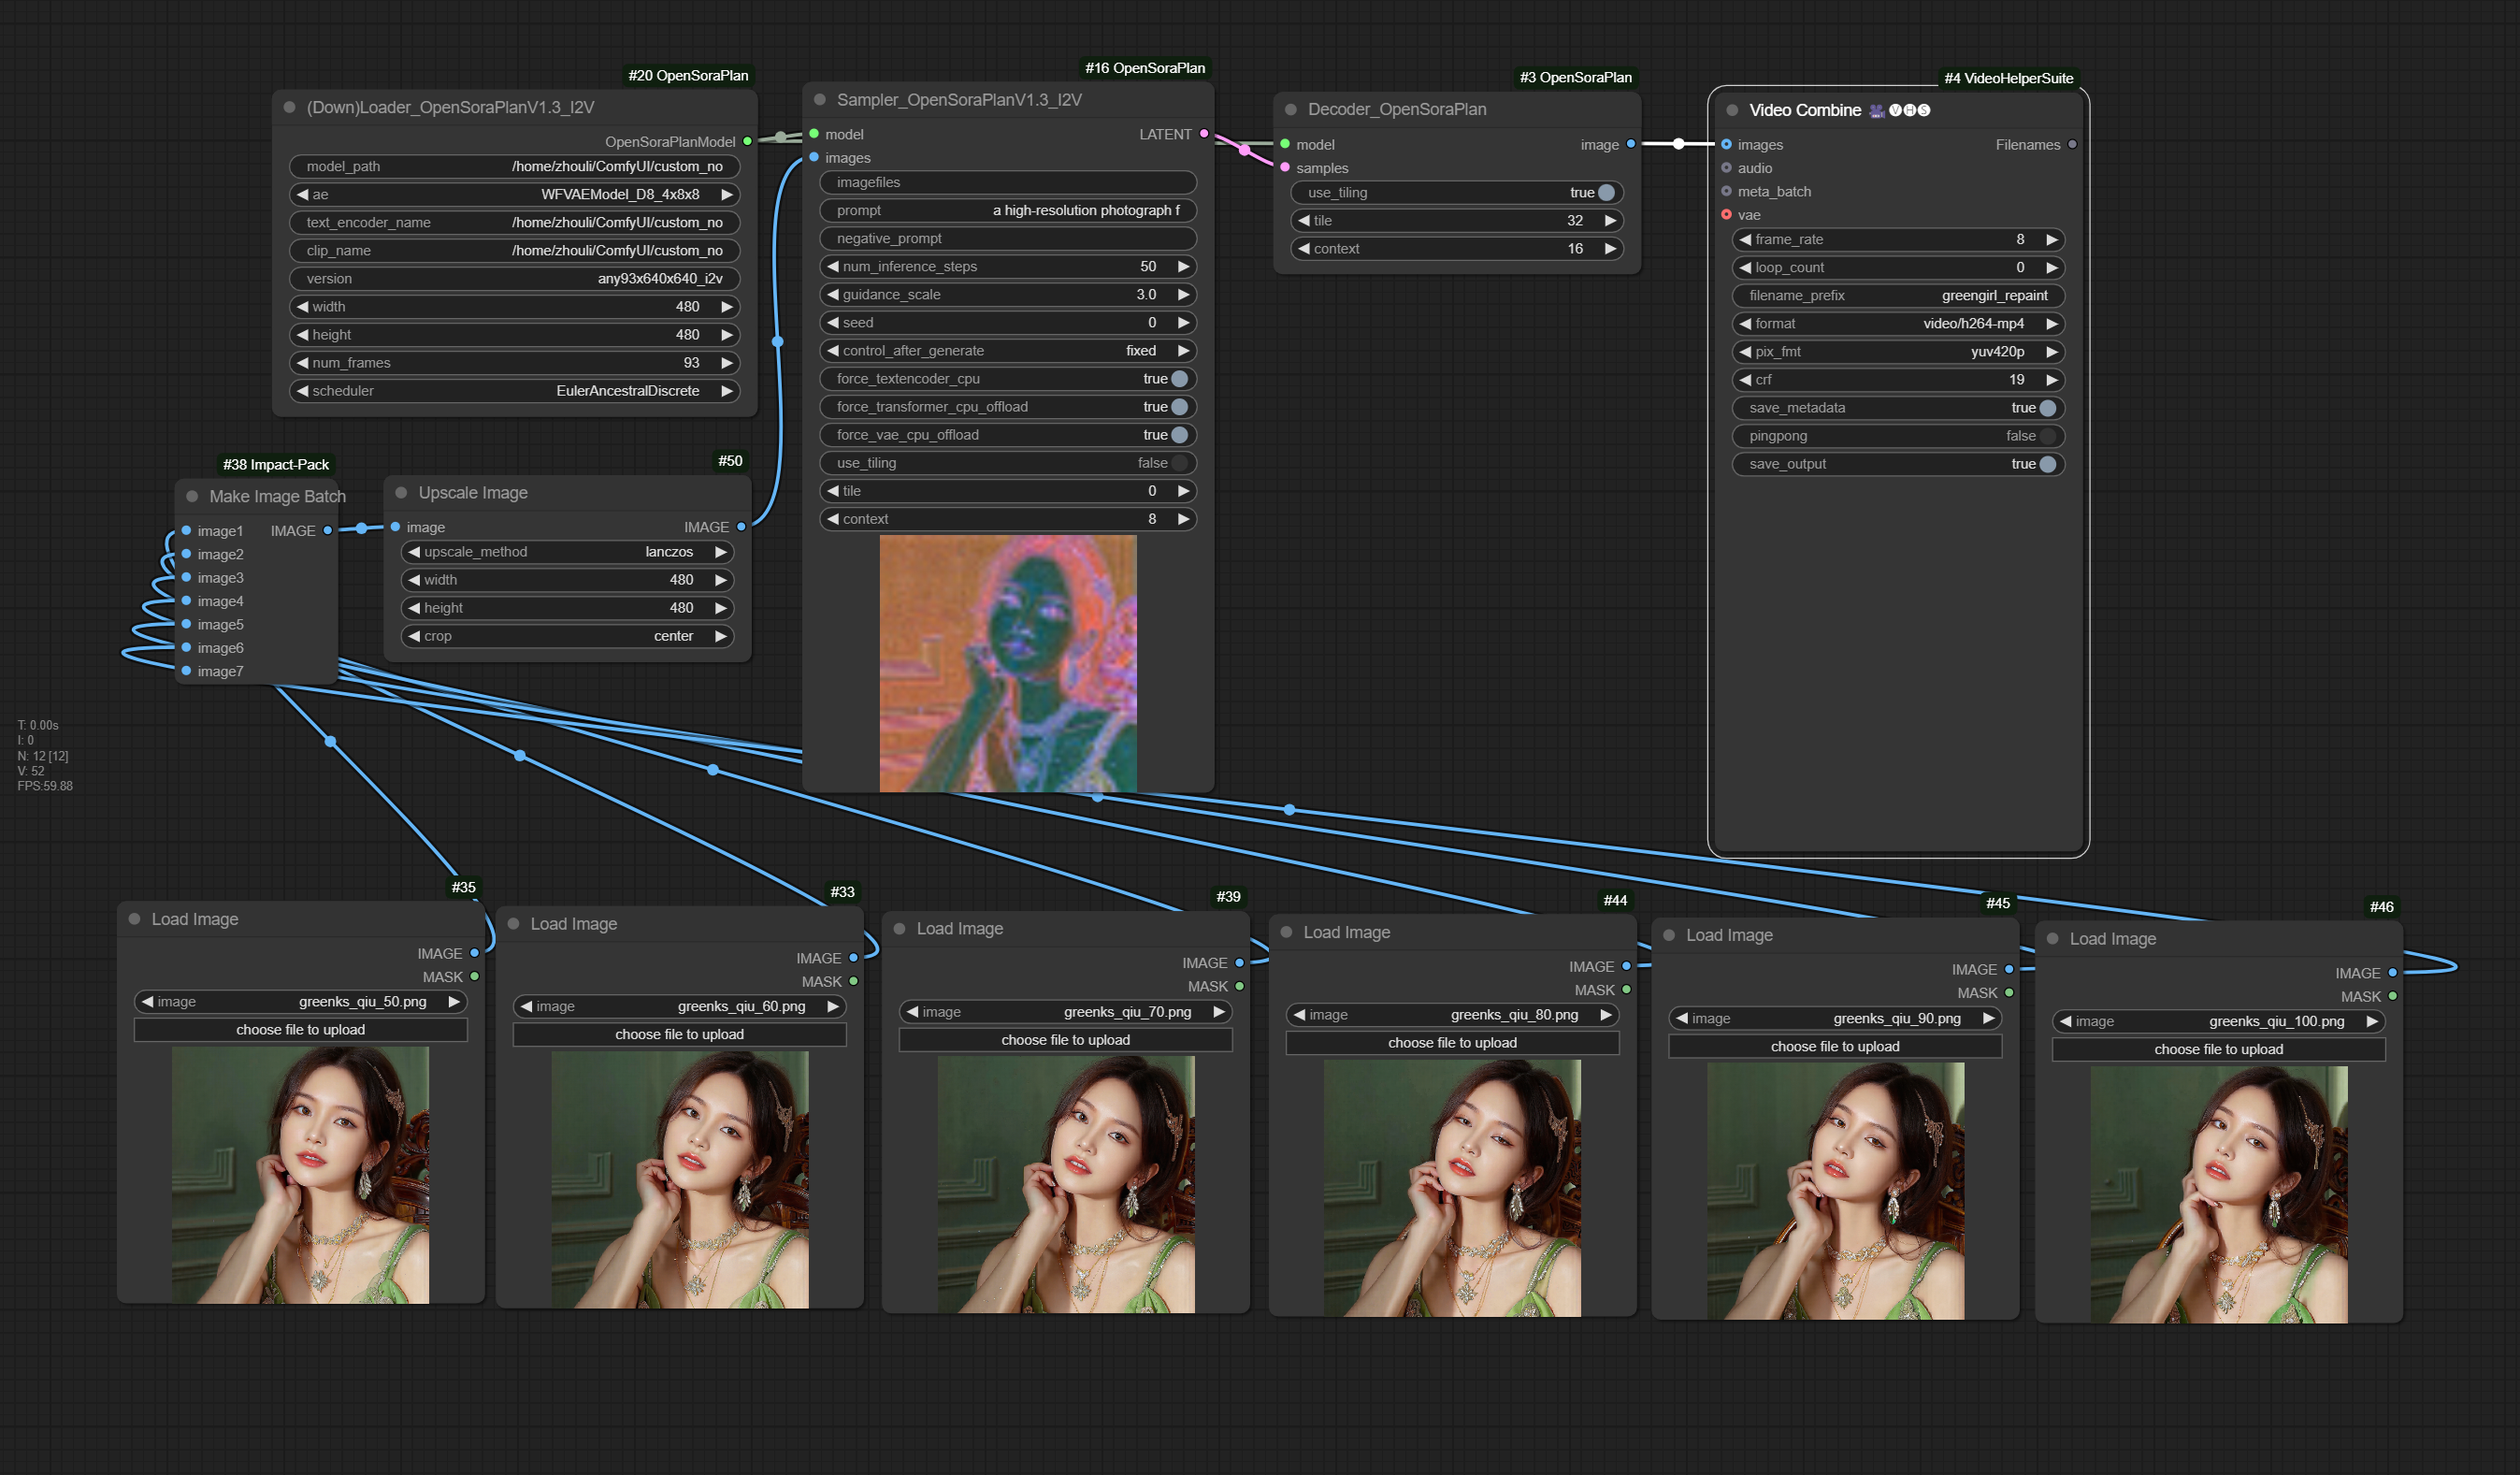 #20 OpenSoraPlan
(Down)Loader_OpenSoraPlanV1.3_I2V
OpenSoraPlanModel
model_path /home/zhouli/ComfyUI/custom_no
ae WFVAEModel_D8_4x8x8
text_encoder_name /home/zhouli/ComfyUI/custom_no
clip_name /home/zhouli/ComfyUI/custom_no
version any93x640x640_i2v
width 480
height 480
num_frames 93
scheduler EulerAncestralDiscrete
#16 OpenSoraPlan
Sampler_OpenSoraPlanV1.3_I2V
model LATENT
images
imagefiles
prompt a high-resolution photograph f
negative_prompt
num_inference_steps 50
guidance_scale 3.0
seed 0
control_after_generate fixed
force_textencoder_cpu true
force_transformer_cpu_offload true
force_vae_cpu_offload true
use_tiling false
tile 0
context 8
#3 OpenSoraPlan
Decoder_OpenSoraPlan
model image
samples
use_tiling true
tile 32
context 16
#4 VideoHelperSuite
Video Combine 🎥🅥🅗🅢
images Filenames
audio
meta_batch
vae
frame_rate 8
loop_count 0
filename_prefix greengirl_repaint
format video/h264-mp4
pix_fmt yuv420p
crf 19
save_metadata true
pingpong false
save_output true
#38 Impact-Pack
Make Image Batch
image1 IMAGE
image2
image3
image4
image5
image6
image7
#50
Upscale Image
image IMAGE
upscale_method lanczos
width 480
height 480
crop center
T: 0.00s
I: 0
N: 12 [12]
V: 52
FPS:59.88
#35
Load Image
IMAGE
MASK
image greenks_qiu_50.png
choose file to upload
#33
Load Image
IMAGE
MASK
image greenks_qiu_60.png
choose file to upload
#39
Load Image
IMAGE
MASK
image greenks_qiu_70.png
choose file to upload
#44
Load Image
IMAGE
MASK
image greenks_qiu_80.png
choose file to upload
#45
Load Image
IMAGE
MASK
image greenks_qiu_90.png
choose file to upload
#46
Load Image
IMAGE
MASK
image greenks_qiu_100.png
choose file to upload